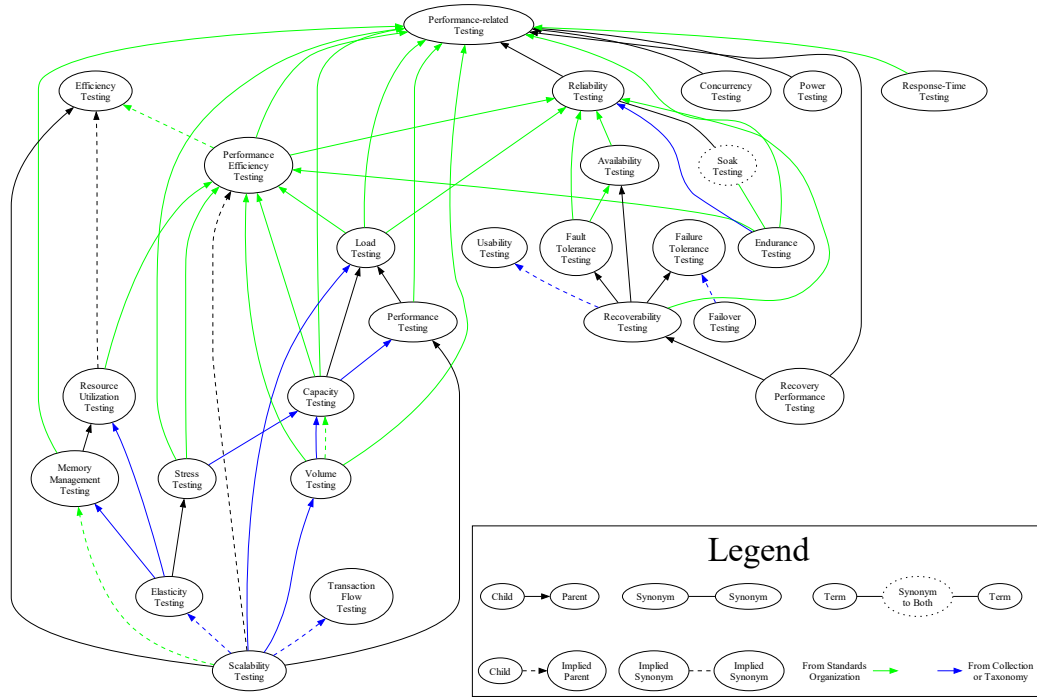 Performance-related
Testing
Efficiency
Testing
Reliability
Testing
Concurrency
Testing
Power
Testing
Response-Time
Testing
Performance
Efficiency
Testing
Availability
Testing
Soak
Testing
Load
Testing
Usability
Testing
Fault
Tolerance
Testing
Failure
Tolerance
Testing
Endurance
Testing
Performance
Testing
Recoverability
Testing
Failover
Testing
Resource
Utilization
Testing
Capacity
Testing
Recovery
Performance
Testing
Memory
Management
Testing
Stress
Testing
Volume
Testing
Elasticity
Testing
Transaction
Flow
Testing
Scalability
Testing
Legend
Child
Parent
Synonym
Synonym
Term
Synonym
to Both
Term
Child
Implied
Parent
Implied
Synonym
Implied
Synonym
From Standards
Organization
From Collection
or Taxonomy